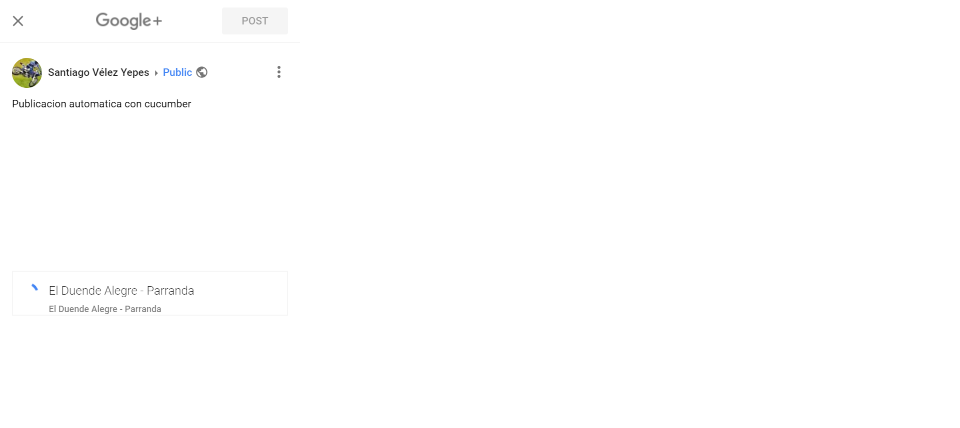 Google+
POST
Santiago Vélez Yepes Public
Publicacion automatica con cucumber
El Duende Alegre - Parranda
El Duende Alegre - Parranda